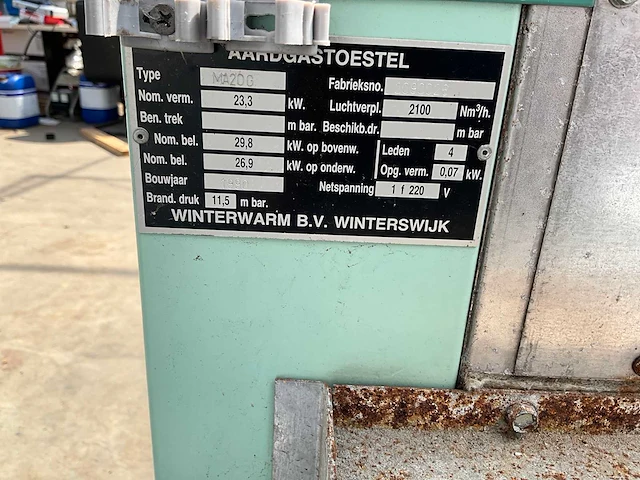 AARDGASTOESTEL
Type MA20G Fabrieksno.
Nom. verm. 23,3 kW. Luchtverpl. 2100 Nm³/h.
Ben. trek m bar. Beschikb.dr. m bar
Nom. bel. 29,8 kW. op bovenw. Leden 4
Nom. bel. 26,9 kW. op onderw. Opg. verm. 0,07 kW.
Bouwjaar Netspanning 1 f 220 V
Brand. druk 11,5 m bar.
WINTERWARM B.V. WINTERSWIJK